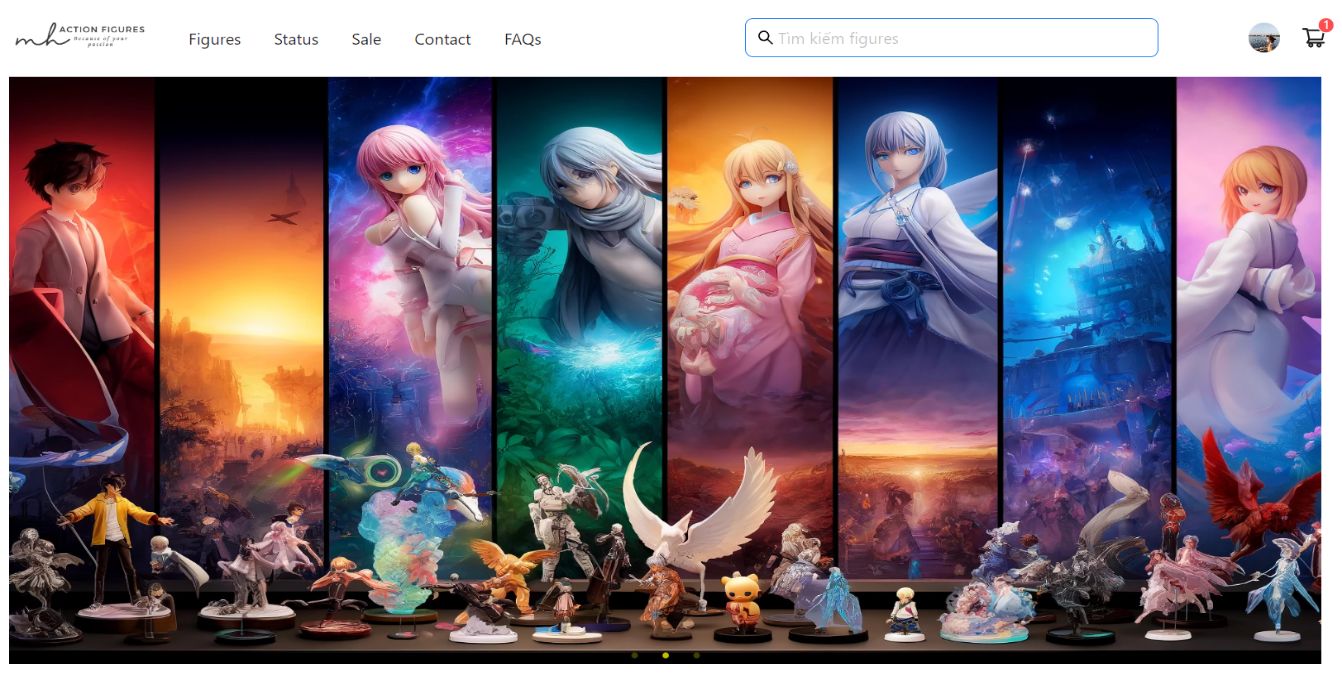 mh ACTION FIGURES
Because of your
passion
Figures Status Sale Contact FAQs
Tìm kiếm figures
1